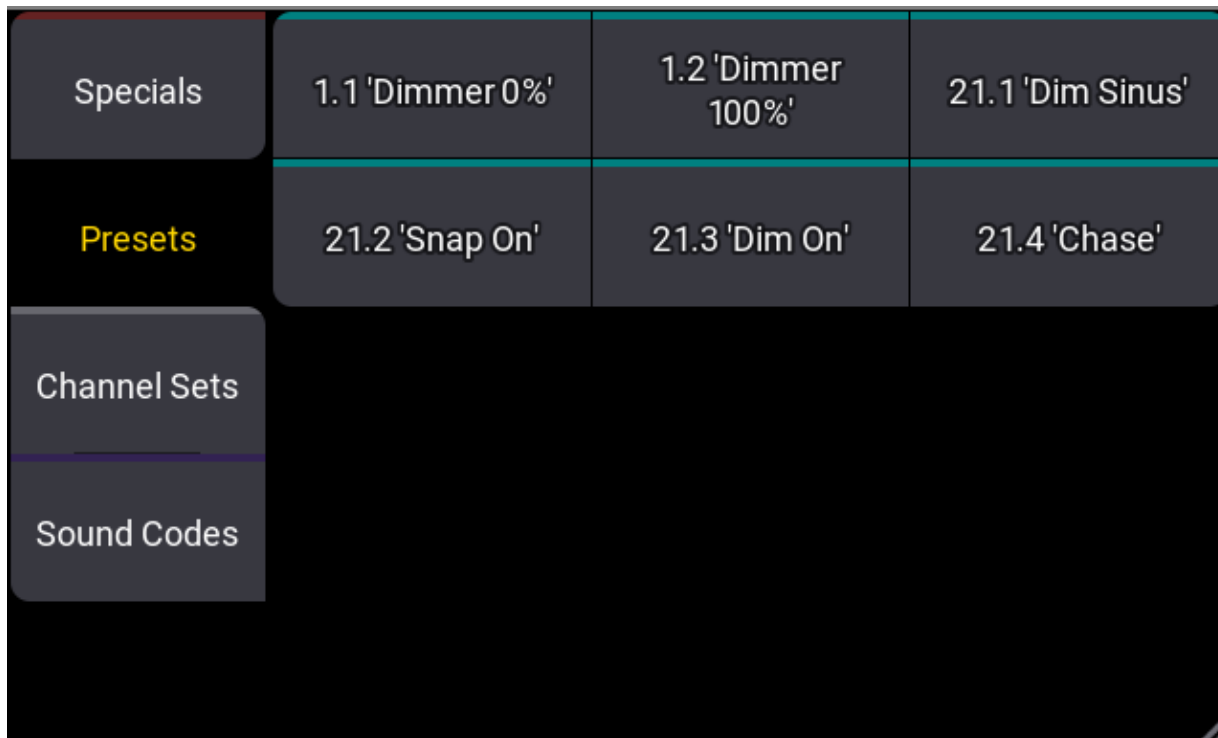 Specials
1.1 'Dimmer 0%'
1.2 'Dimmer
100%'
21.1 'Dim Sinus'
Presets
21.2 'Snap On'
21.3 'Dim On'
21.4 'Chase'
Channel Sets
Sound Codes